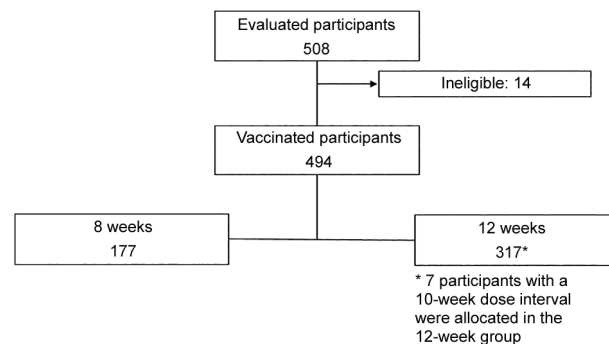 Evaluated participants
508
Ineligible: 14
Vaccinated participants
494
8 weeks
177
12 weeks
317*
* 7 participants with a
10-week dose interval
were allocated in the
12-week group